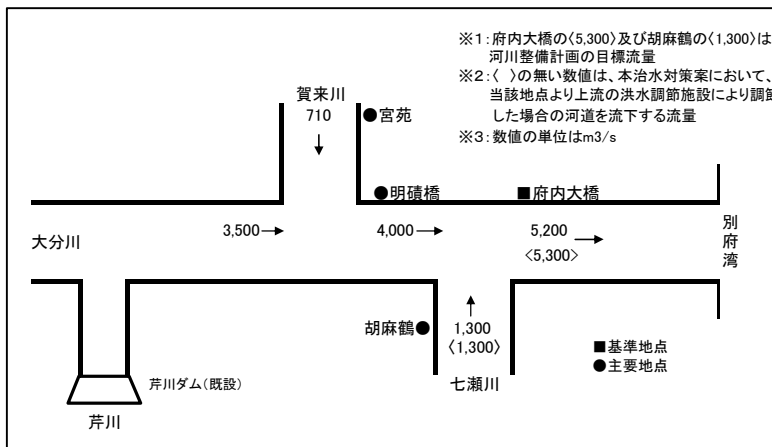 ※1:府内大橋の〈5,300〉及び胡麻鶴の〈1,300〉は
河川整備計画の目標流量
※2:〈 〉の無い数値は、本治水対策案において、
当該地点より上流の洪水調節施設により調節
した場合の河道を流下する流量
※3:数値の単位はm3/s
賀来川
710
↓
●宮苑
●明磧橋
■府内大橋
大分川
3,500→
4,000→
5,200
→
〈5,300〉
別府湾
胡麻鶴●
↑
1,300
〈1,300〉
七瀬川
■基準地点
●主要地点
芹川ダム(既設)
芹川